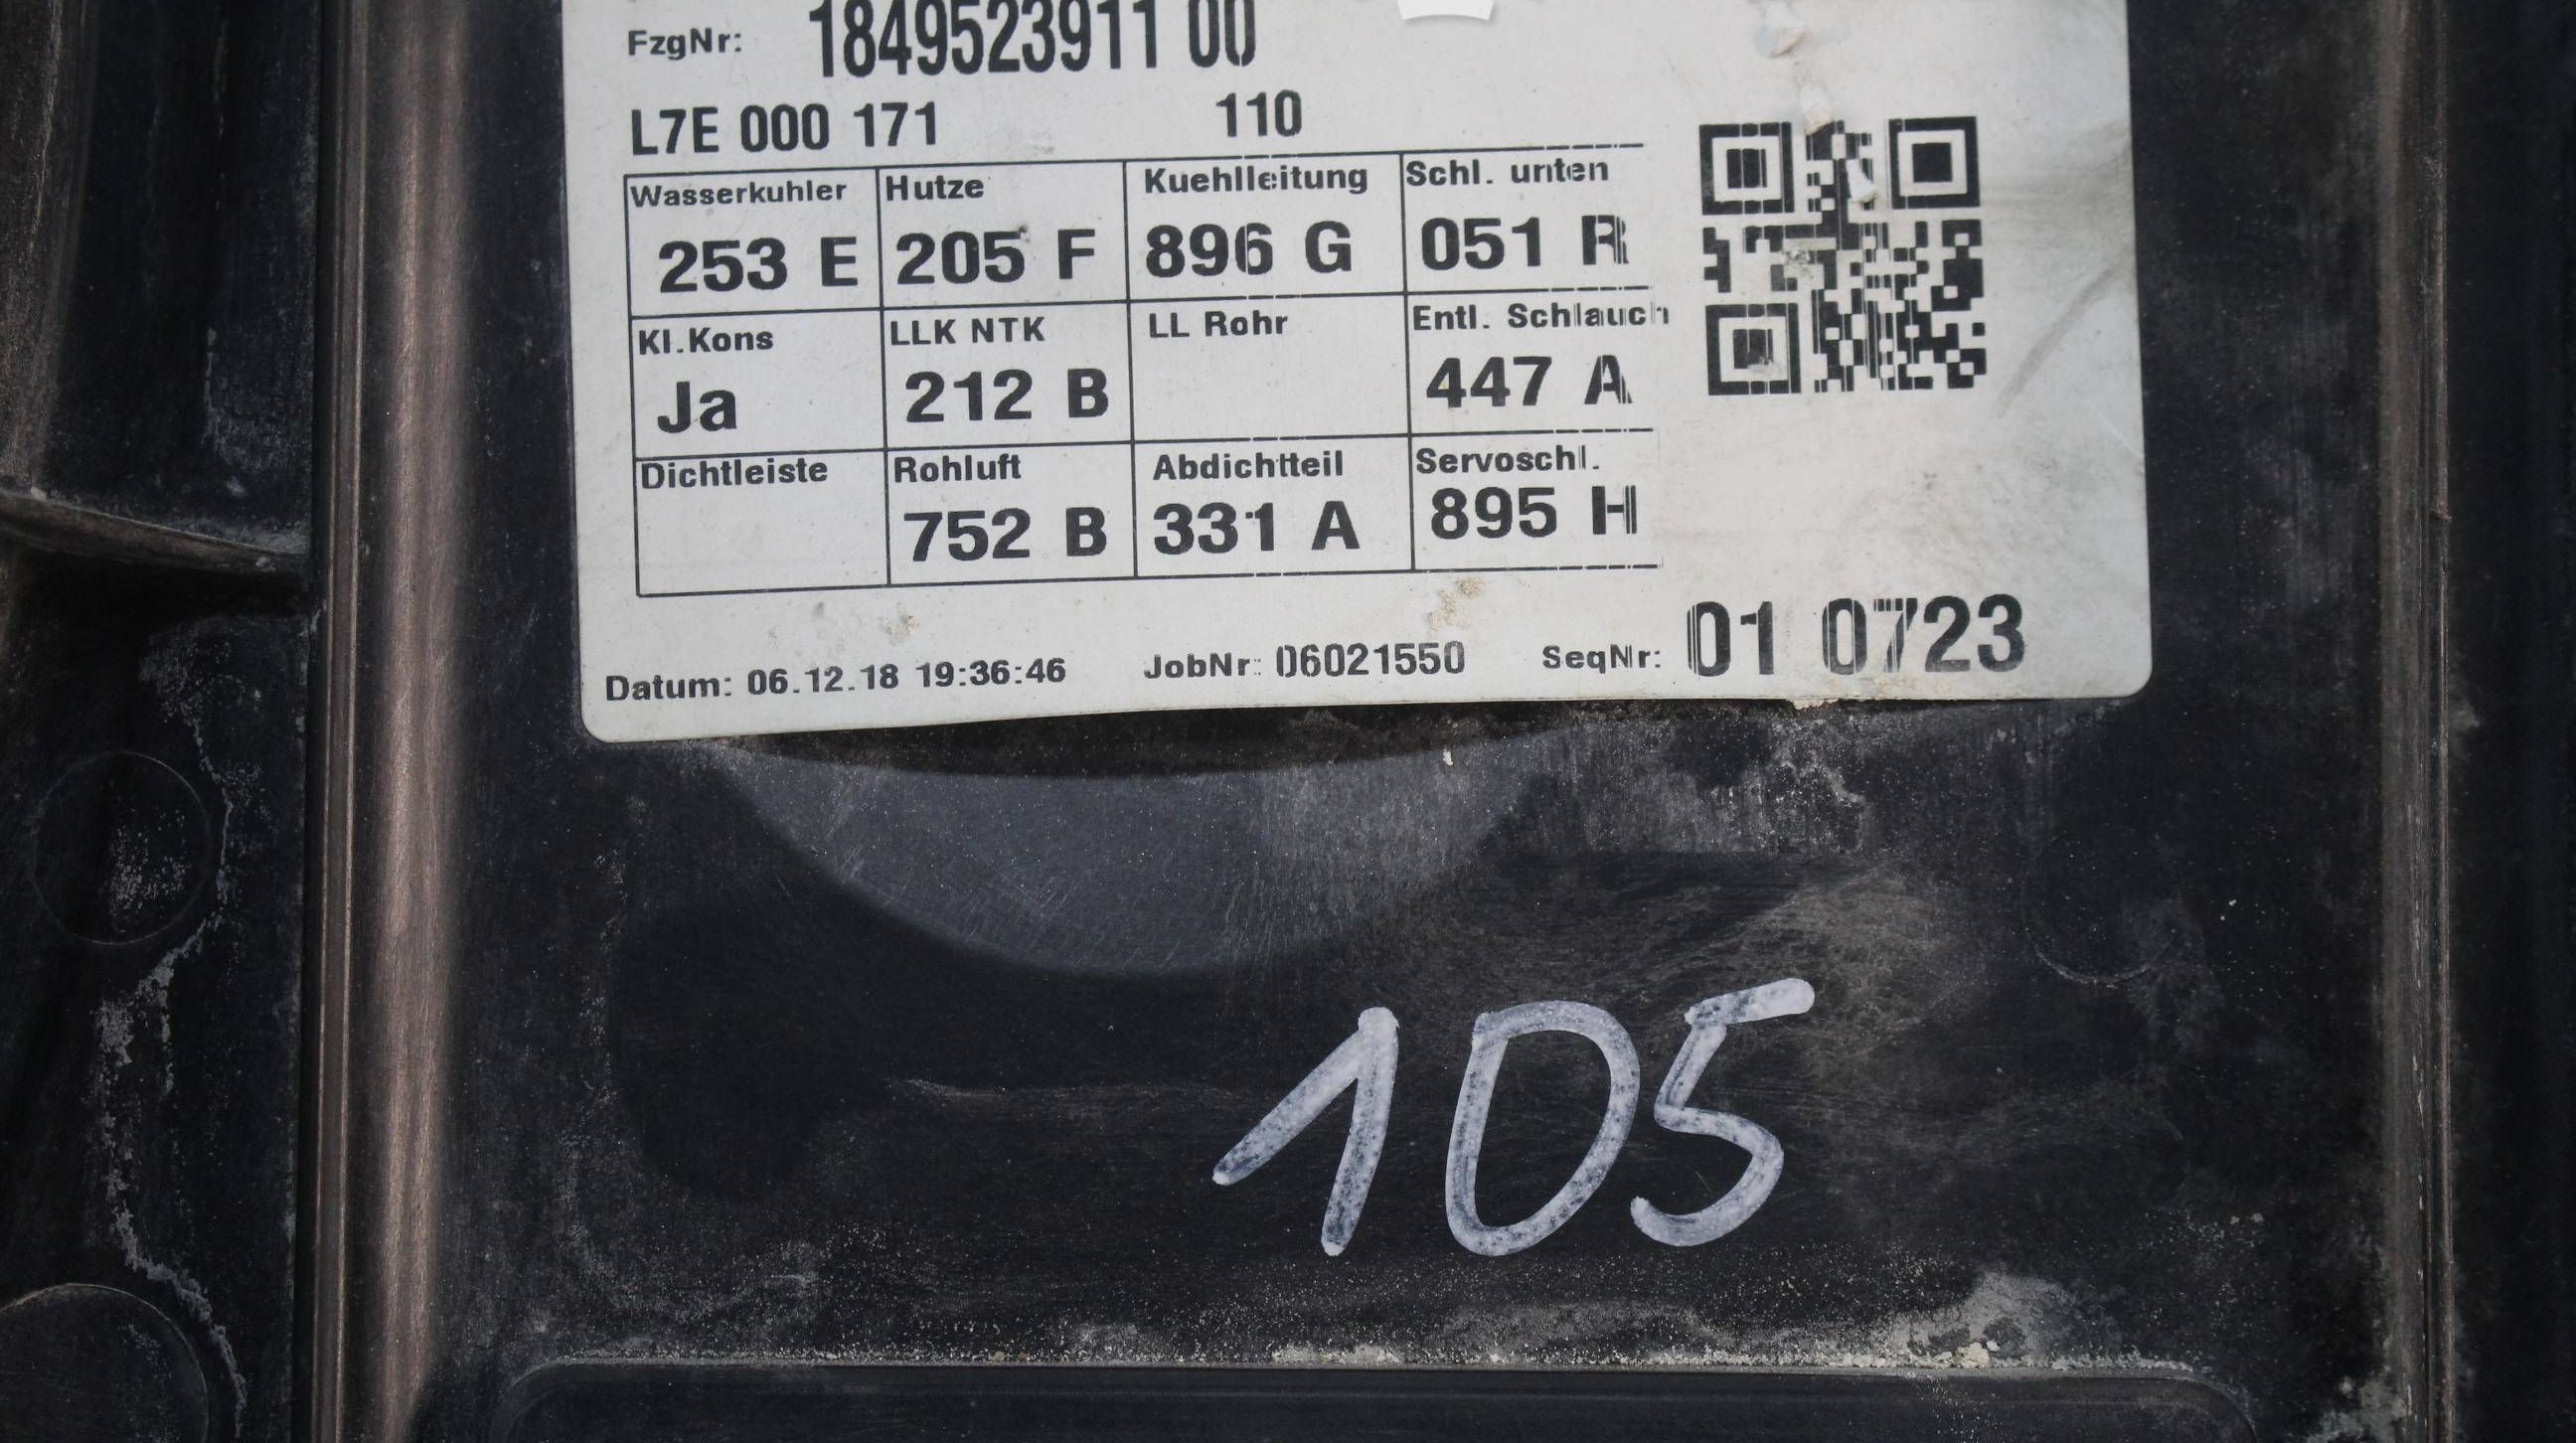 FzgNr: 1849523911 00
L7E 000 171 110
Wasserkuhler Hutze Kuehlleitung Schl. unten
253 E 205 F 896 G 051 R
Kl.Kons LLK NTK LL Rohr Entl. Schlauch
Ja 212 B 447 A
Dichtleiste Rohluft Abdichtteil Servoschl.
752 B 331 A 895 H
Datum: 06.12.18 19:36:46 JobNr: 06021550 SeqNr: 01 0723
105